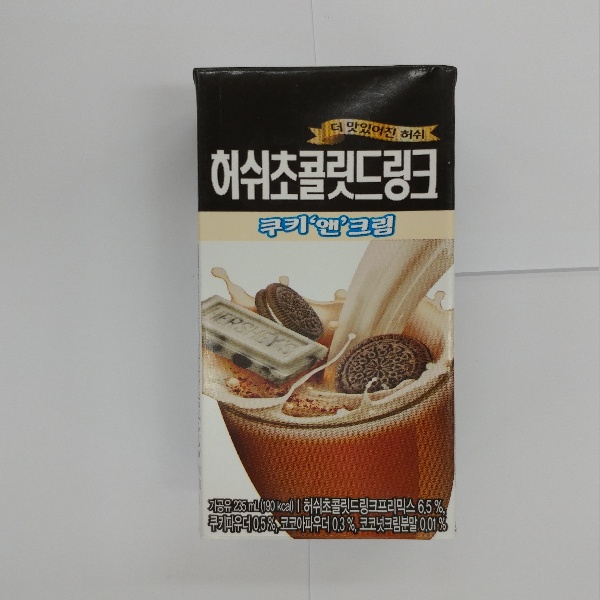 더 맛있어진 허쉬
허쉬초콜릿드링크
쿠키'앤'크림
HERSHEY'S
가공유 235 mL (190 kcal) | 허쉬초콜릿드링크프리믹스 6.5 %,
쿠키파우더 0.5 %, 코코아파우더 0.3 %, 코코넛크림분말 0.01 %